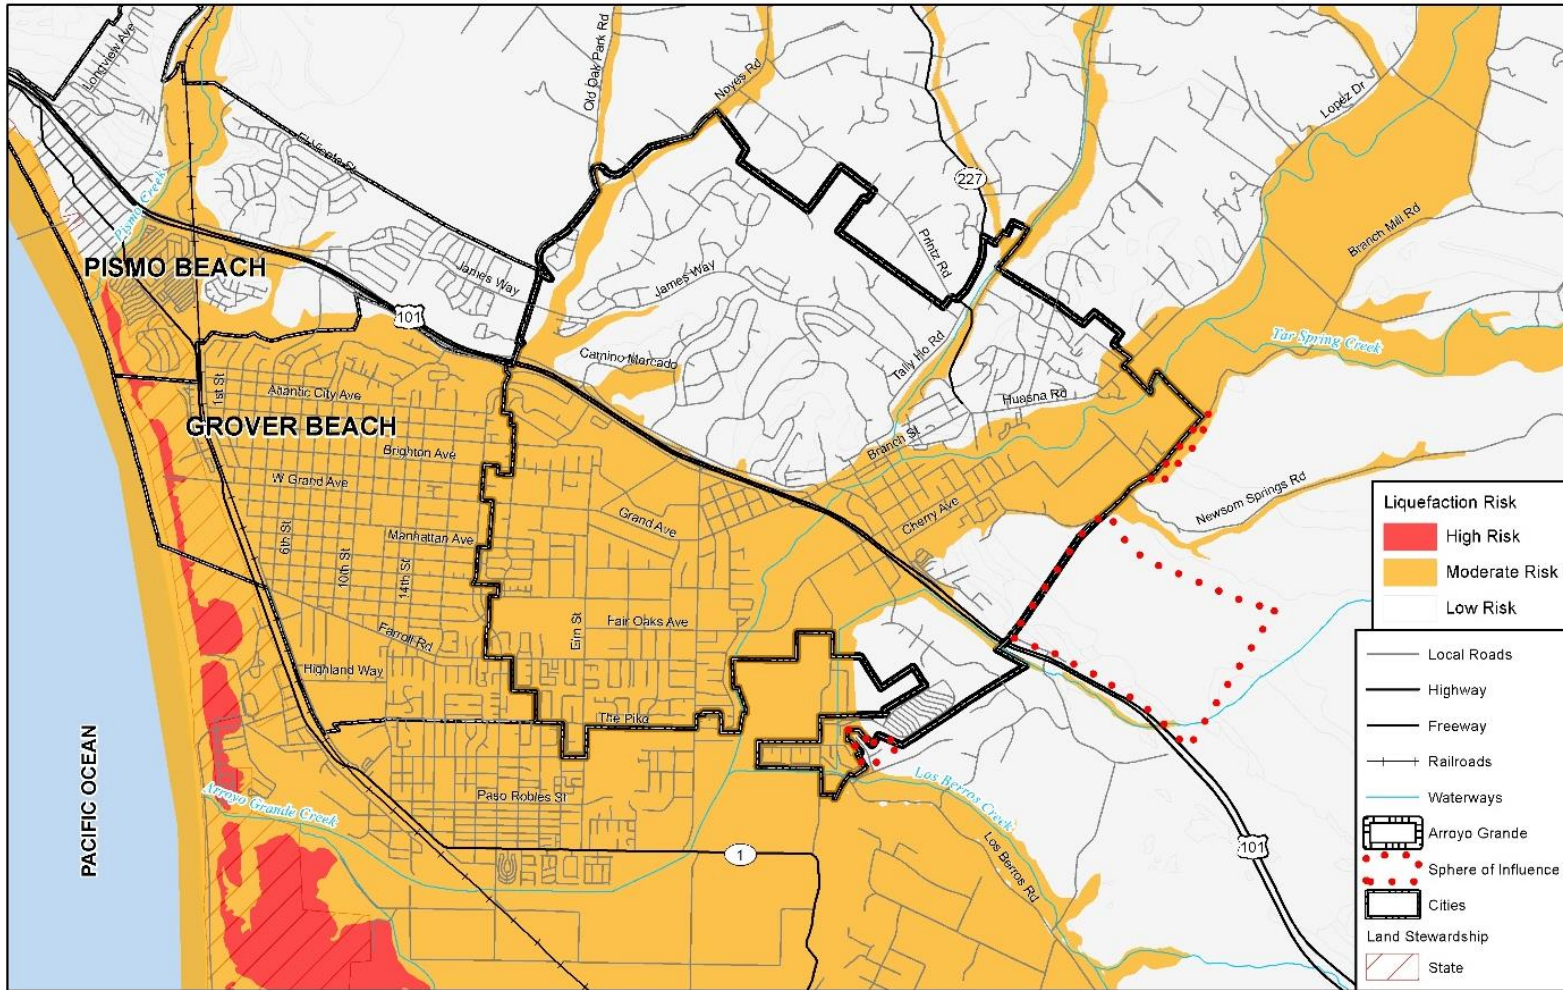 Longview Ave
Old Oak Park Rd
Noyes Rd
Lopez Dr
227
Pismo Creek
Printz Rd
Branch Mill Rd
PISMO BEACH
James Way
James Way
101
Tar Spring Creek
Camino Mercado
Tally Ho Rd
1st St
Atlantic City Ave
Huasna Rd
GROVER BEACH
Branch St
Brighton Ave
W Grand Ave
Newsom Springs Rd
Grand Ave
Cherry Ave
6th St
Manhattan Ave
10th St
14th St
Elm St
Fair Oaks Ave
Farroll Rd
Highland Way
The Pike
Los Berros Creek
Paso Robles St
Arroyo Grande Creek
PACIFIC OCEAN
1
Los Berros Rd
101
Liquefaction Risk
High Risk
Moderate Risk
Low Risk
Local Roads
Highway
Freeway
Railroads
Waterways
Arroyo Grande
Sphere of Influence
Cities
Land Stewardship
State